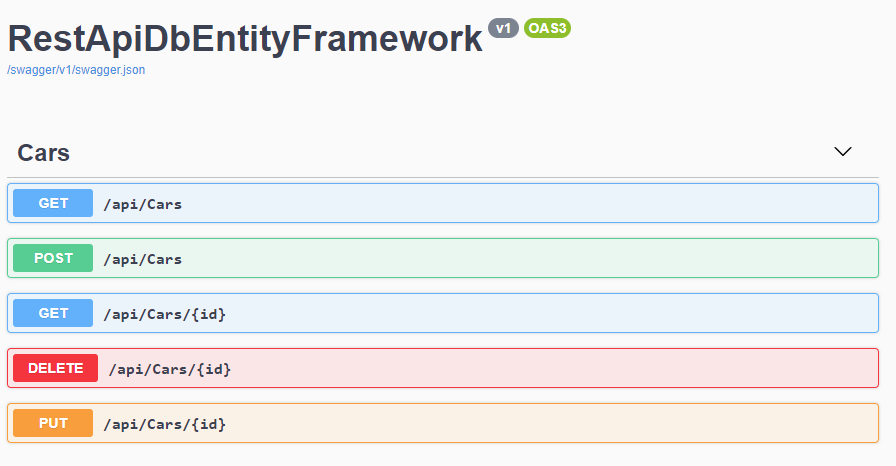 RestApiDbEntityFramework v1 OAS3
/swagger/v1/swagger.json
Cars
GET /api/Cars
POST /api/Cars
GET /api/Cars/{id}
DELETE /api/Cars/{id}
PUT /api/Cars/{id}